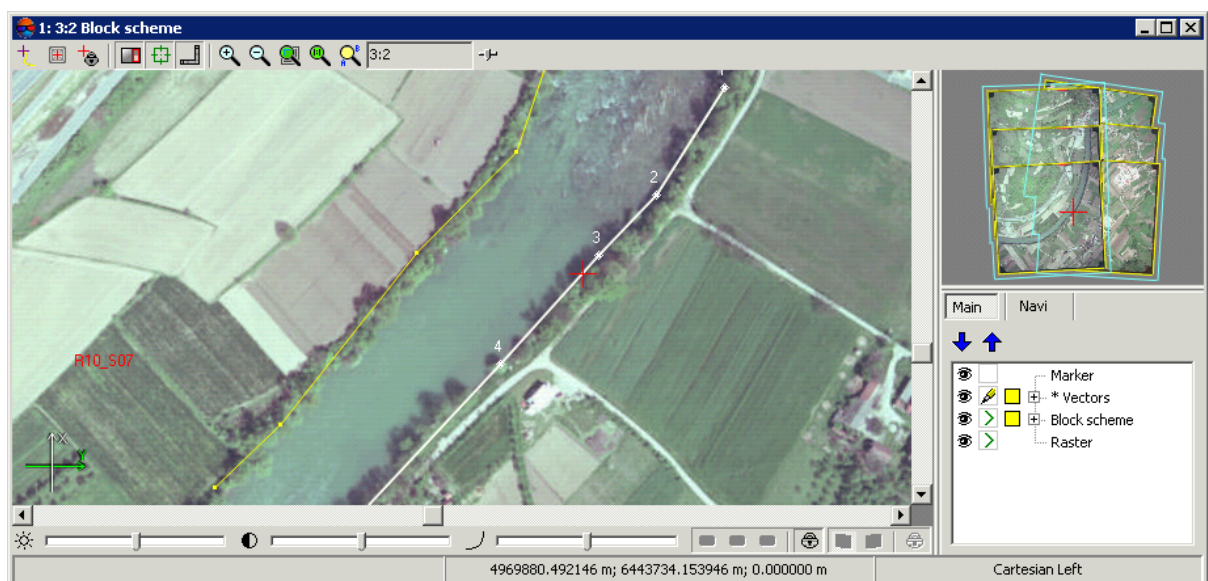 1: 3:2 Block scheme
3:2
1
2
3
4
R10_S07
X
Y
Main
Navi
Marker
* Vectors
Block scheme
Raster
4969880.492146 m; 6443734.153946 m; 0.000000 m
Cartesian Left